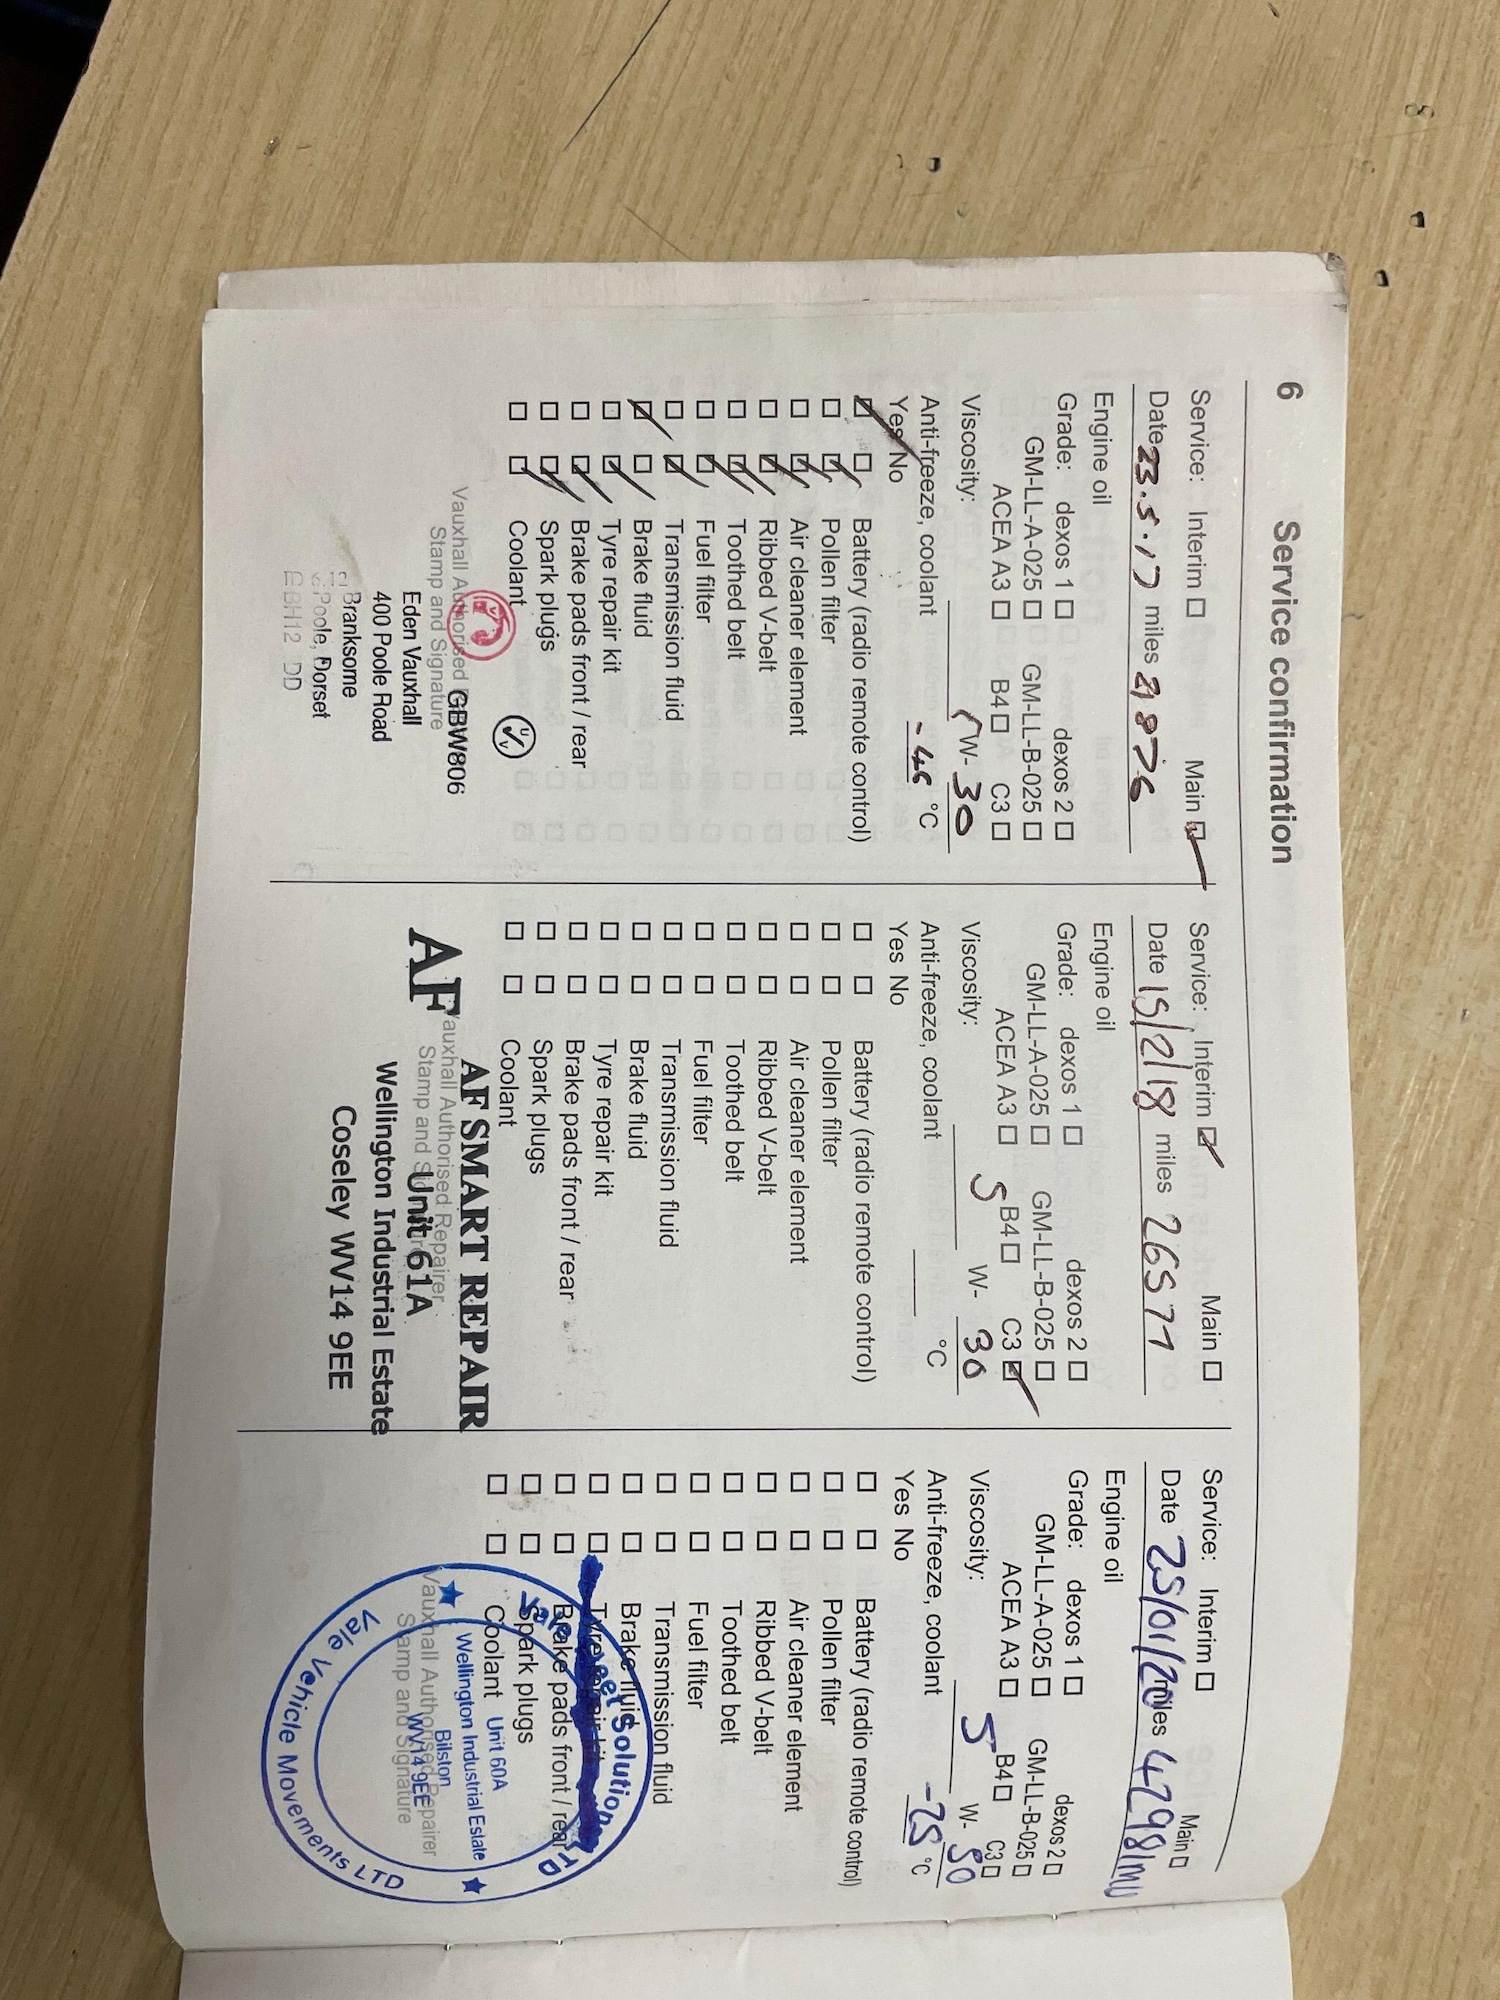 6 Service confirmation
Service: Interim ☐ Main ☑
Date 23.5.17 miles 21876
Engine oil
Grade: dexos 1 ☐ dexos 2 ☐
GM-LL-A-025 ☐ GM-LL-B-025 ☐
ACEA A3 ☐ B4 ☐ C3 ☐
Viscosity: W-30
Anti-freeze, coolant -46 °C
Yes No
☑ ☐ Battery (radio remote control)
☐ ☑ Pollen filter
☐ ☑ Air cleaner element
☐ ☑ Ribbed V-belt
☐ ☑ Toothed belt
☐ ☑ Fuel filter
☐ ☑ Transmission fluid
☑ ☐ Brake fluid
☐ ☑ Tyre repair kit
☐ ☑ Brake pads front / rear
☐ ☑ Spark plugs
☐ ☑ Coolant
Vauxhall Authorised GBW806
Stamp and Signature
Eden Vauxhall
400 Poole Road
Branksome
Poole, Dorset
BH12 DD
Service: Interim ☑ Main ☐
Date 15/2/18 miles 26571
Engine oil
Grade: dexos 1 ☐ dexos 2 ☐
GM-LL-A-025 ☐ GM-LL-B-025 ☐
ACEA A3 ☐ B4 ☐ C3 ☑
Viscosity: 5 W- 30
Anti-freeze, coolant °C
Yes No
☐ ☐ Battery (radio remote control)
☐ ☐ Pollen filter
☐ ☐ Air cleaner element
☐ ☐ Ribbed V-belt
☐ ☐ Toothed belt
☐ ☐ Fuel filter
☐ ☐ Transmission fluid
☐ ☐ Brake fluid
☐ ☐ Tyre repair kit
☐ ☐ Brake pads front / rear
☐ ☐ Spark plugs
☐ ☐ Coolant
Vauxhall Authorised Repairer
Stamp and
AF AF SMART REPAIR
Unit 61A
Wellington Industrial Estate
Coseley WV14 9EE
Service: Interim ☐ Main ☐
Date 25/01/20 miles 47981
Engine oil
Grade: dexos 1 ☐ dexos 2 ☐
GM-LL-A-025 ☐ GM-LL-B-025 ☐
ACEA A3 ☐ B4 ☐ C3 ☐
Viscosity: 5 W- 30
Anti-freeze, coolant -25 °C
Yes No
☐ ☐ Battery (radio remote control)
☐ ☐ Pollen filter
☐ ☐ Air cleaner element
☐ ☐ Ribbed V-belt
☐ ☐ Toothed belt
☐ ☐ Fuel filter
☐ ☐ Transmission fluid
☐ ☐ Brake fluid
☐ ☐ Tyre repair kit
☐ ☐ Brake pads front / rear
☐ ☐ Spark plugs
☐ ☐ Coolant
Vauxhall Authorised Repairer
Stamp and Signature
Vale Solution LTD
Unit 60A
Wellington Industrial Estate
Bilston
WV14 9EE
Vale Vehicle Movements LTD